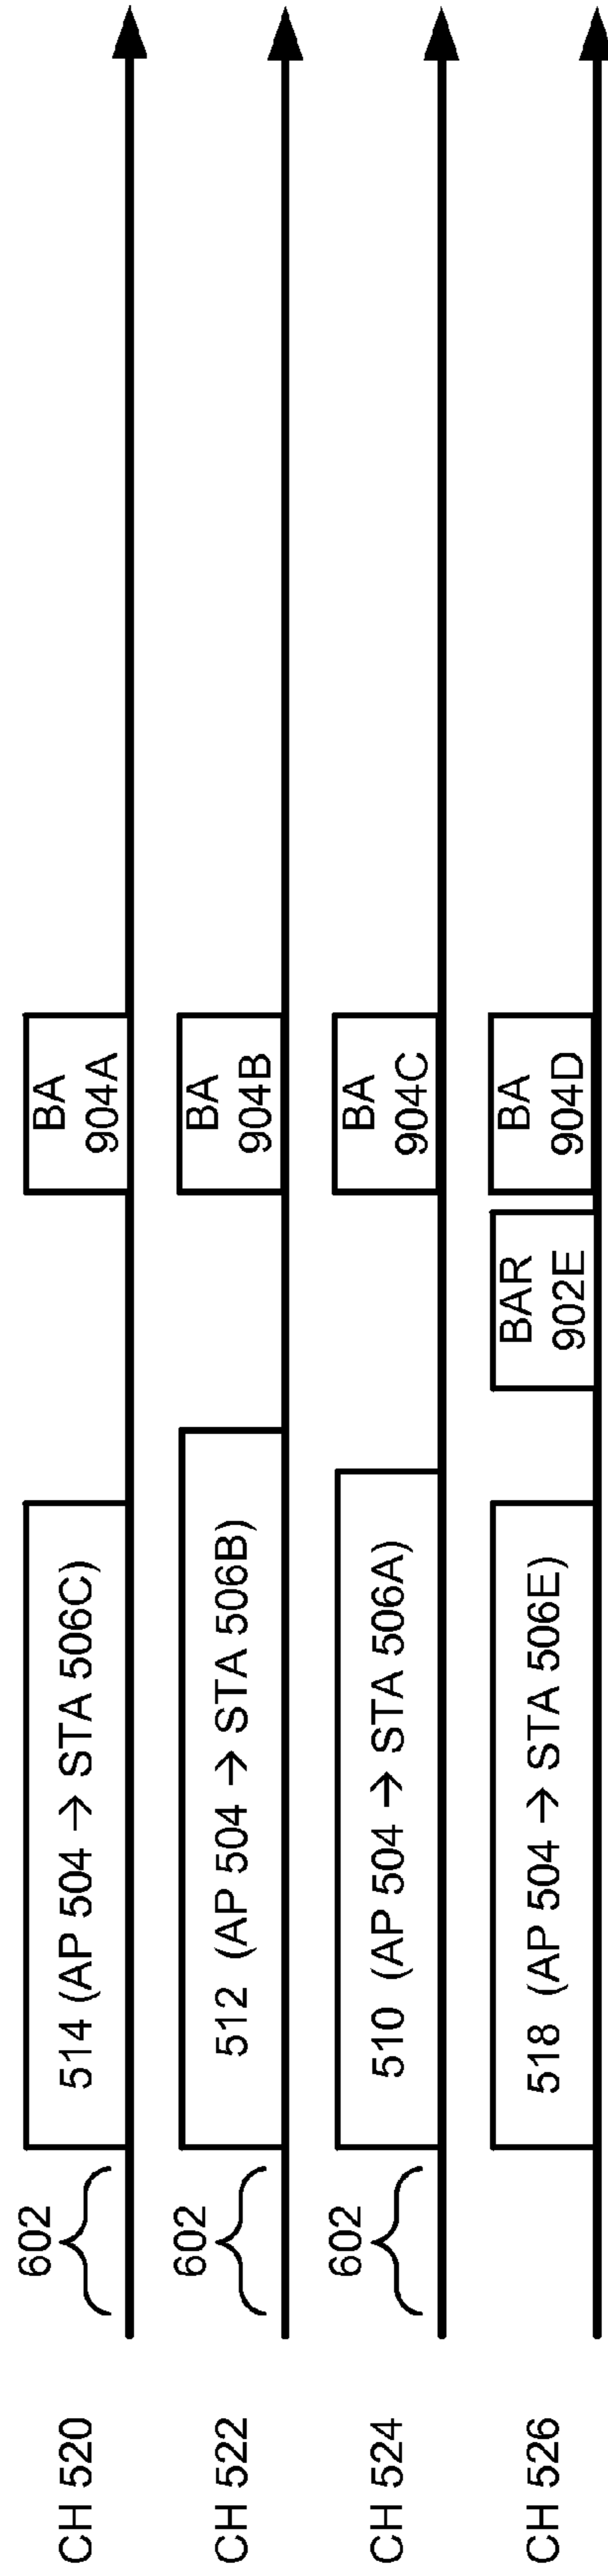 CH 520
602
514 (AP 504 → STA 506C)
BA
904A
CH 522
602
512 (AP 504 → STA 506B)
BA
904B
CH 524
602
510 (AP 504 → STA 506A)
BA
904C
CH 526
518 (AP 504 → STA 506E)
BAR
902E
BA
904D